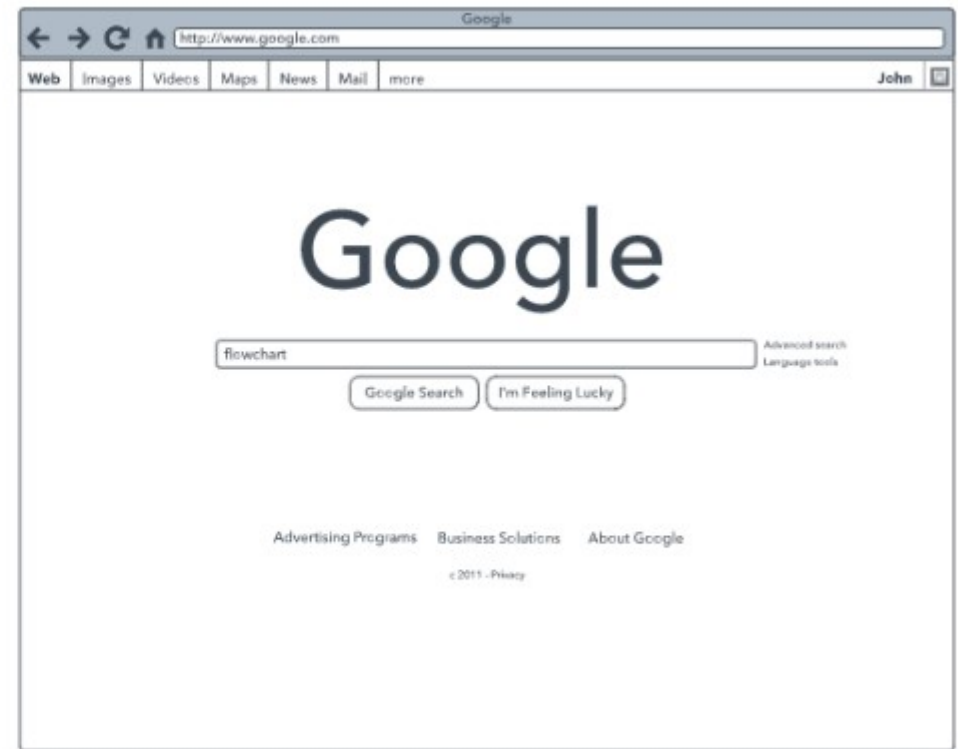 Google
http://www.google.com
Web Images Videos Maps News Mail more John
Google
flowchart
Advanced search
Language tools
Google Search I'm Feeling Lucky
Advertising Programs Business Solutions About Google
c 2011 - Privacy